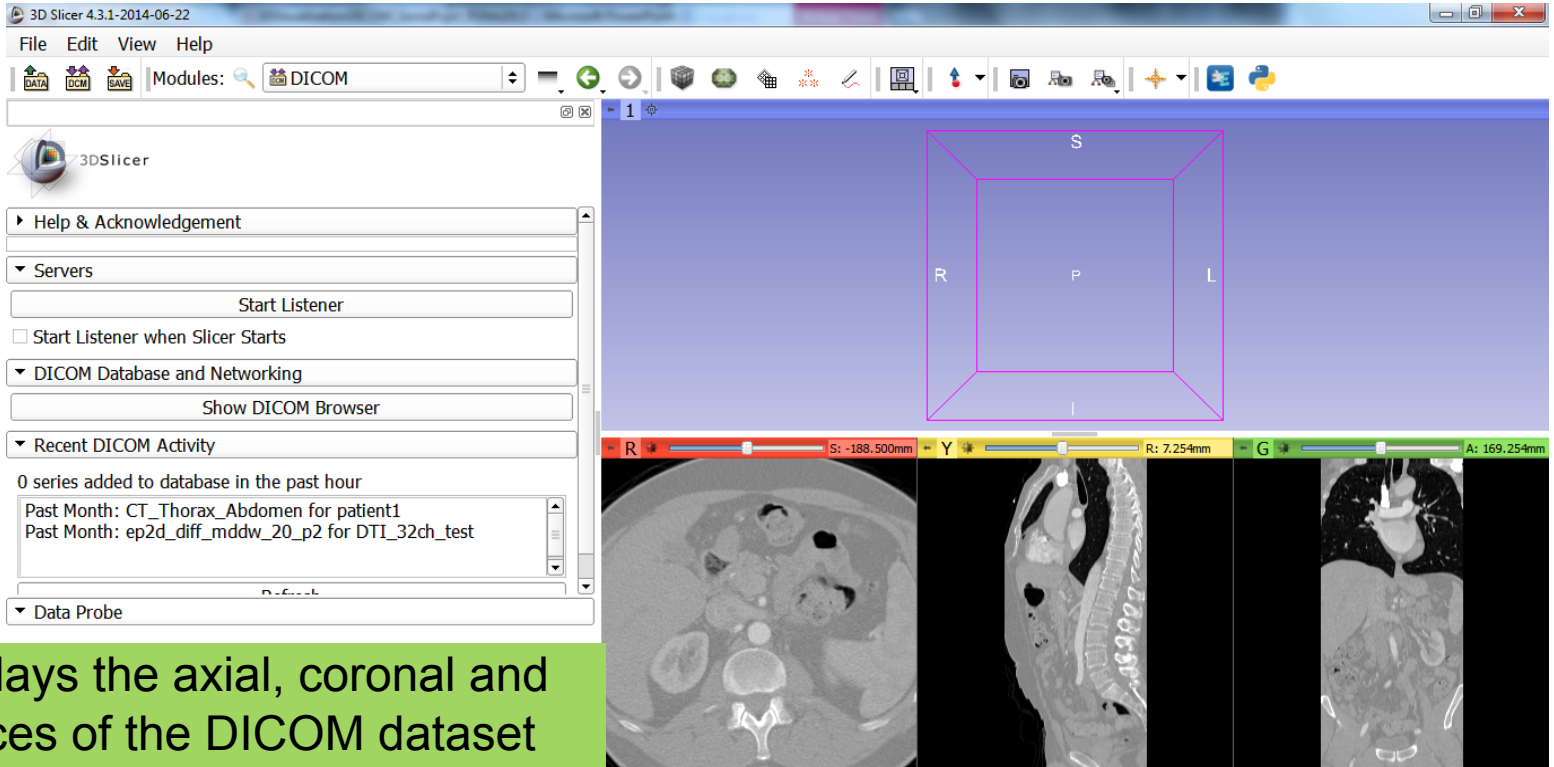 3D Slicer 4.3.1-2014-06-22
File Edit View Help
DATA DCM SAVE Modules: DICOM
1
3DSlicer
Help & Acknowledgement
Servers
Start Listener
Start Listener when Slicer Starts
DICOM Database and Networking
Show DICOM Browser
Recent DICOM Activity
0 series added to database in the past hour
Past Month: CT_Thorax_Abdomen for patient1
Past Month: ep2d_diff_mddw_20_p2 for DTI_32ch_test
Data Probe
S
R P L
I
R S: -188.500mm Y R: 7.254mm G A: 169.254mm
lays the axial, coronal and
ces of the DICOM dataset